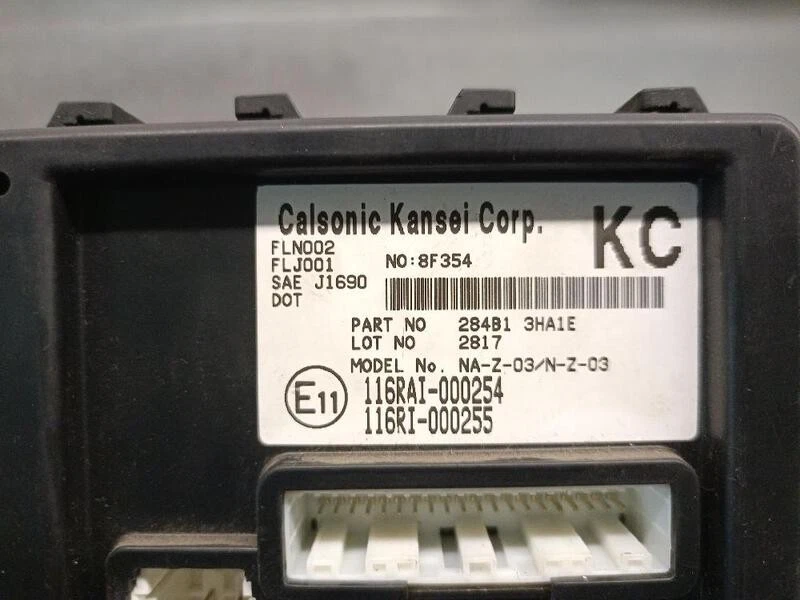 Calsonic Kansei Corp. KC
FLN002
FLJ001 NO:8F354
SAE J1690
DOT
PART NO 284B1 3HA1E
LOT NO 2817
MODEL No. NA-Z-03/N-Z-03
E11 116RAI-000254
116RI-000255